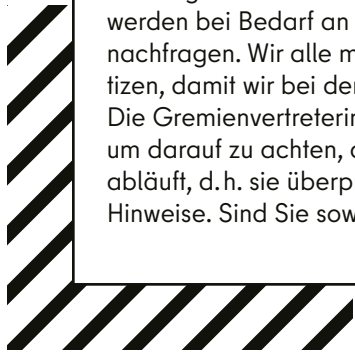 werden bei Bedarf an
nachfragen. Wir alle
tizen, damit wir bei
Die Gremienvertreterin
um darauf zu achten,
abläuft, d.h. sie überp
Hinweise. Sind Sie sow